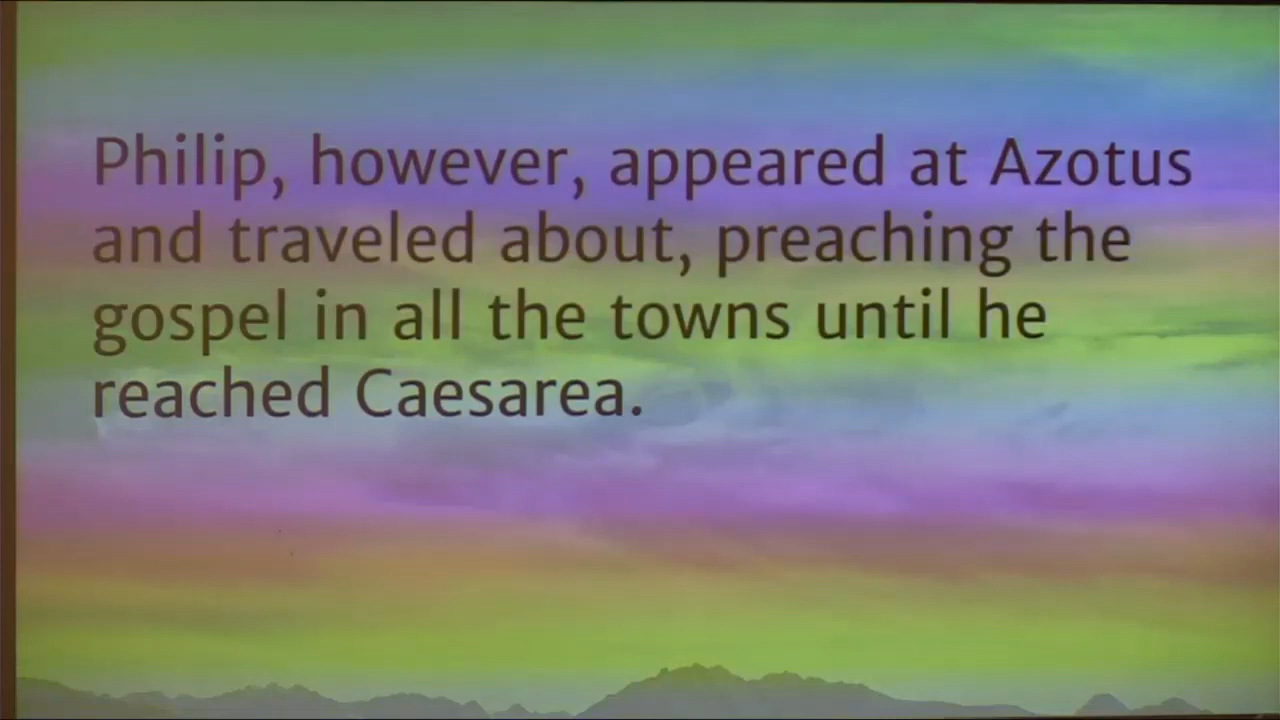 Philip, however, appeared at Azotus
and traveled about, preaching the
gospel in all the towns until he
reached Caesarea.